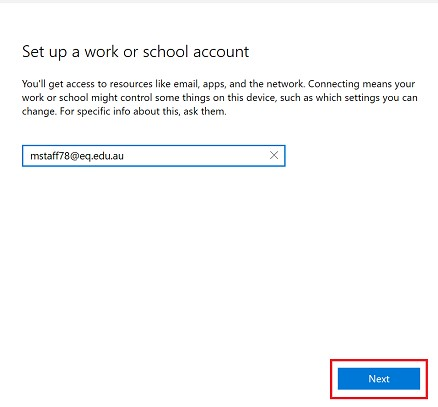 Set up a work or school account
You'll get access to resources like email, apps, and the network. Connecting means your
work or school might control some things on this device, such as which settings you can
change. For specific info about this, ask them.
mstaff78@eq.edu.au
Next